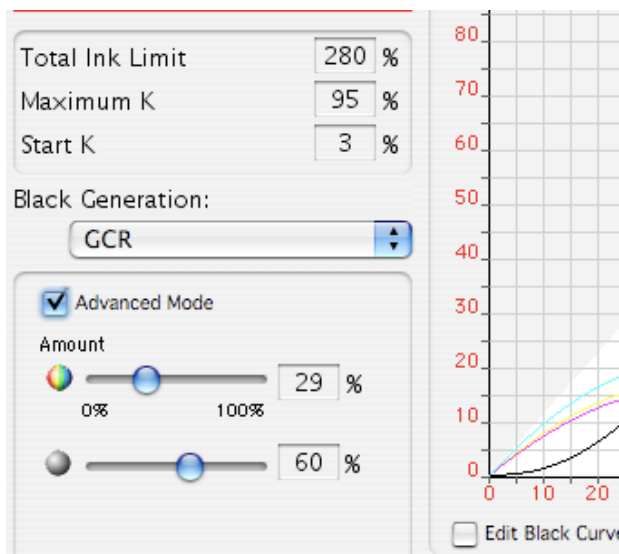 Total Ink Limit 280 %
Maximum K 95 %
Start K 3 %
Black Generation:
GCR
Advanced Mode
Amount
29 %
0% 100%
60 %
80
70
60
50
40
30
20
10
0
0 10 20
Edit Black Curve